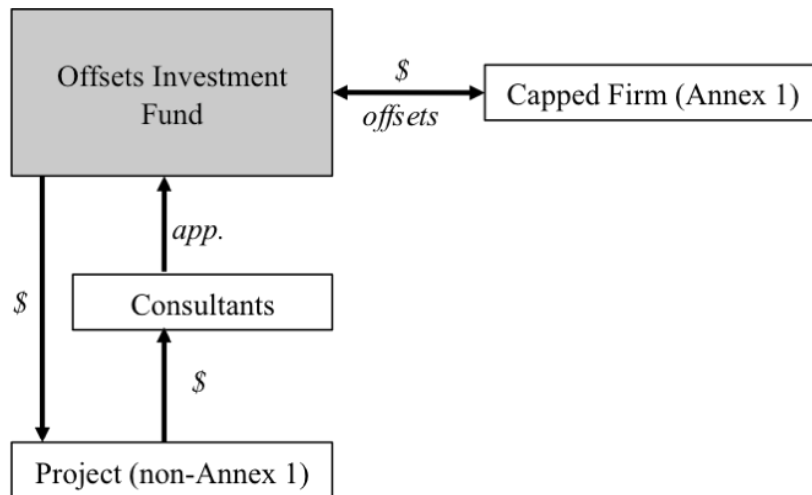 Offsets Investment
Fund
$
offsets
Capped Firm (Annex 1)
app.
Consultants
$
$
Project (non-Annex 1)